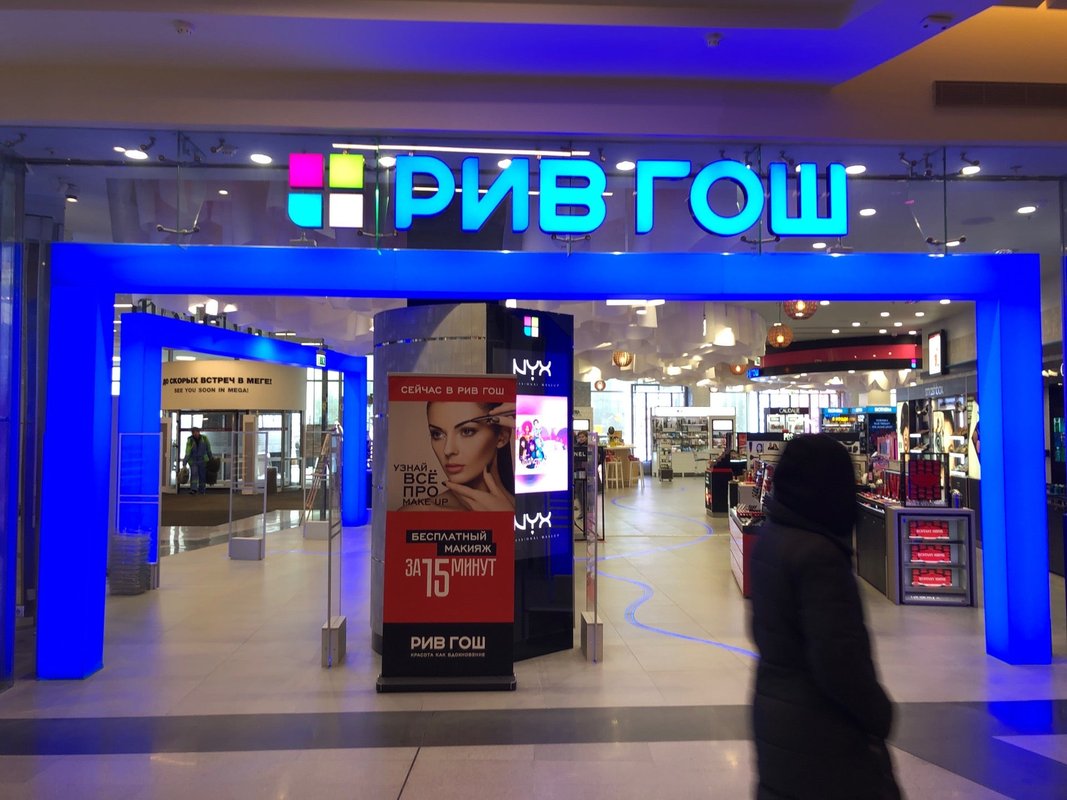 РИВ ГОШ
ДО СКОРЫХ ВСТРЕЧ В МЕГЕ!
SEE YOU SOON IN MEGA!
NYX
СЕЙЧАС В РИВ ГОШ
УЗНАЙ
ВСЁ
ПРО
MAKE UP
NYX
БЕСПЛАТНЫЙ
МАКИЯЖ
ЗА 15 МИНУТ
РИВ ГОШ
КРАСОТА КАК ВДОХНОВЕНИЕ
CAUDALIE